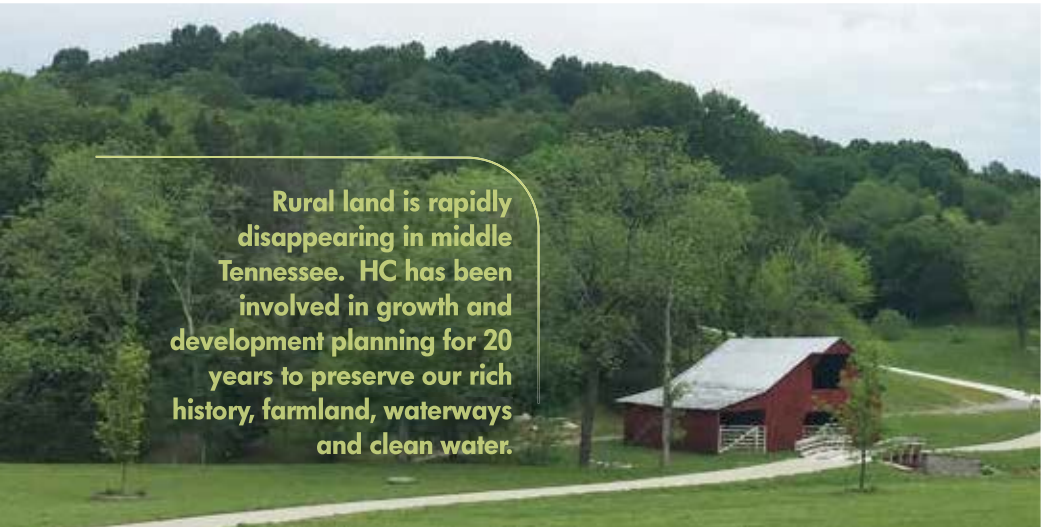 Rural land is rapidly
disappearing in middle
Tennessee.  HC has been
involved in growth and
development planning for 20
years to preserve our rich
history, farmland, waterways
and clean water.